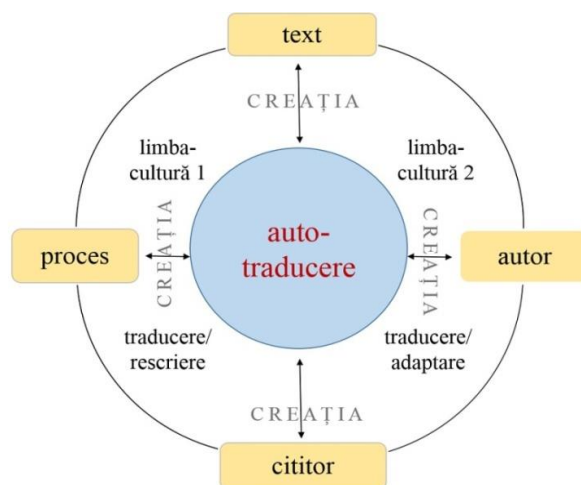 text
CREAȚIA
limba-
cultură 1
limba-
cultură 2
CREAȚIA
CREAȚIA
proces
auto-
traducere
autor
traducere/
rescriere
traducere/
adaptare
CREAȚIA
cititor